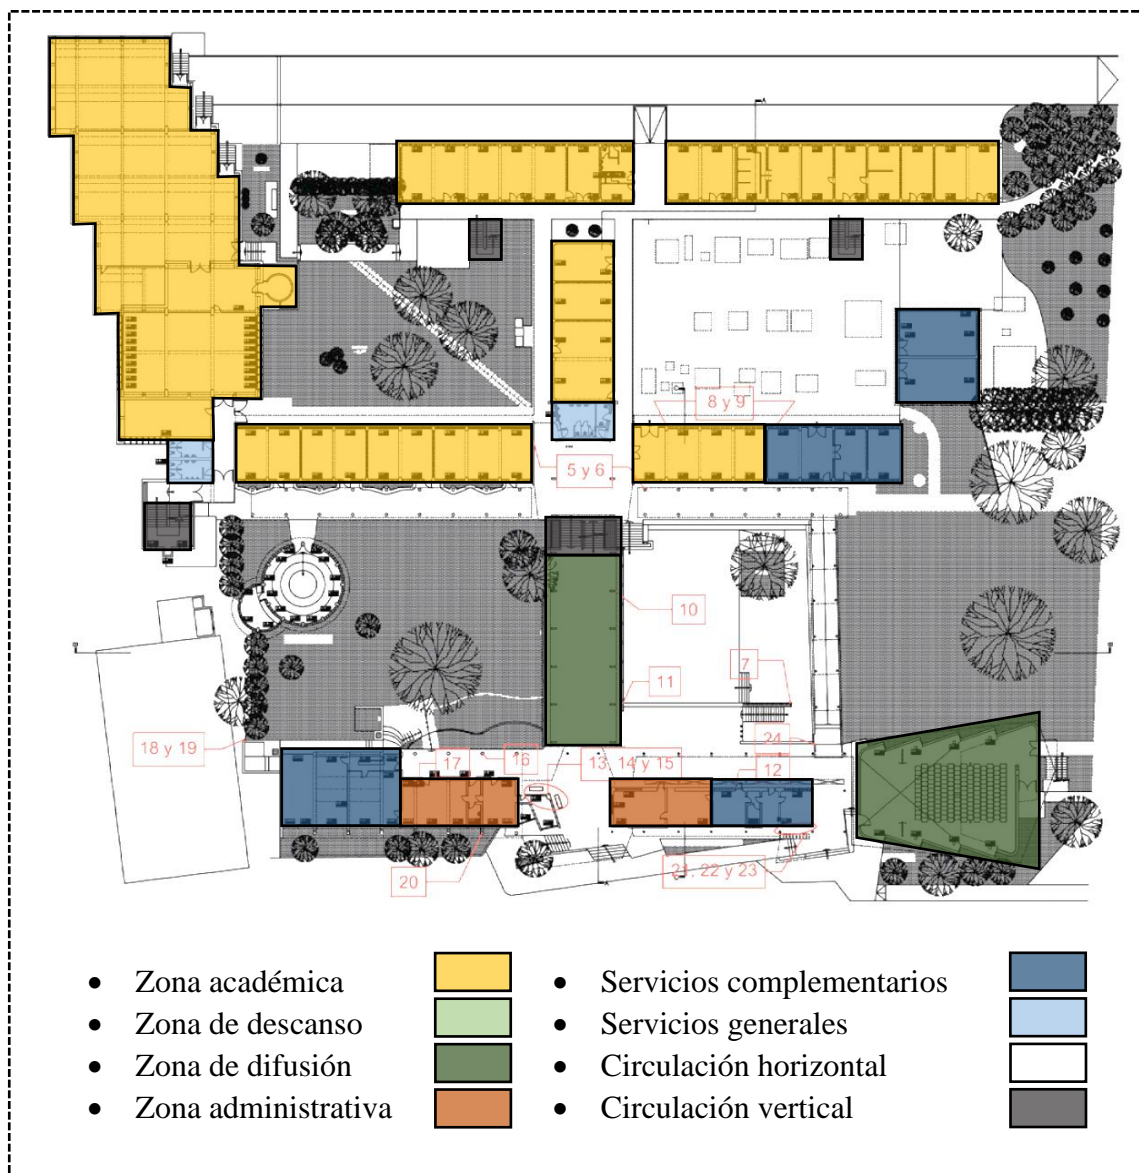 A
8 y 9
5 y 6
10
7
11
24
18 y 19
16
13, 14 y 15
17
12
20
21, 22 y 23
A
• Zona académica
• Zona de descanso
• Zona de difusión
• Zona administrativa
• Servicios complementarios
• Servicios generales
• Circulación horizontal
• Circulación vertical